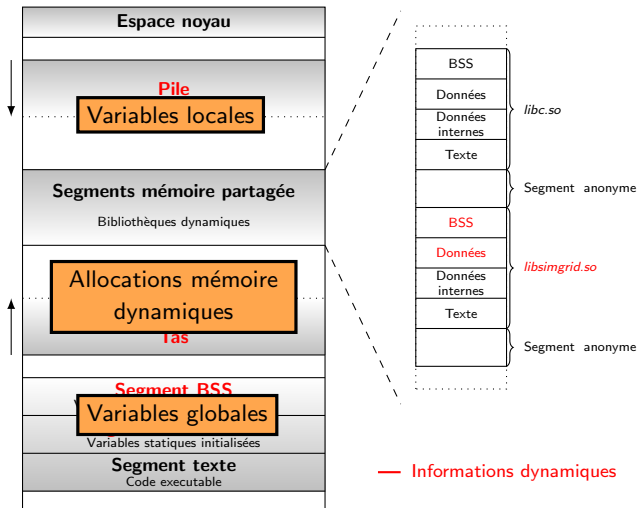 Espace noyau
Pile
Variables locales
Segments mémoire partagée
Bibliothèques dynamiques
Allocations mémoire
dynamiques
Tas
Segment BSS
Variables globales
Variables statiques initialisées
Segment texte
Code executable
BSS
Données
Données
internes
Texte
libc.so
Segment anonyme
BSS
Données
Données
internes
Texte
libsimgrid.so
Segment anonyme
Informations dynamiques